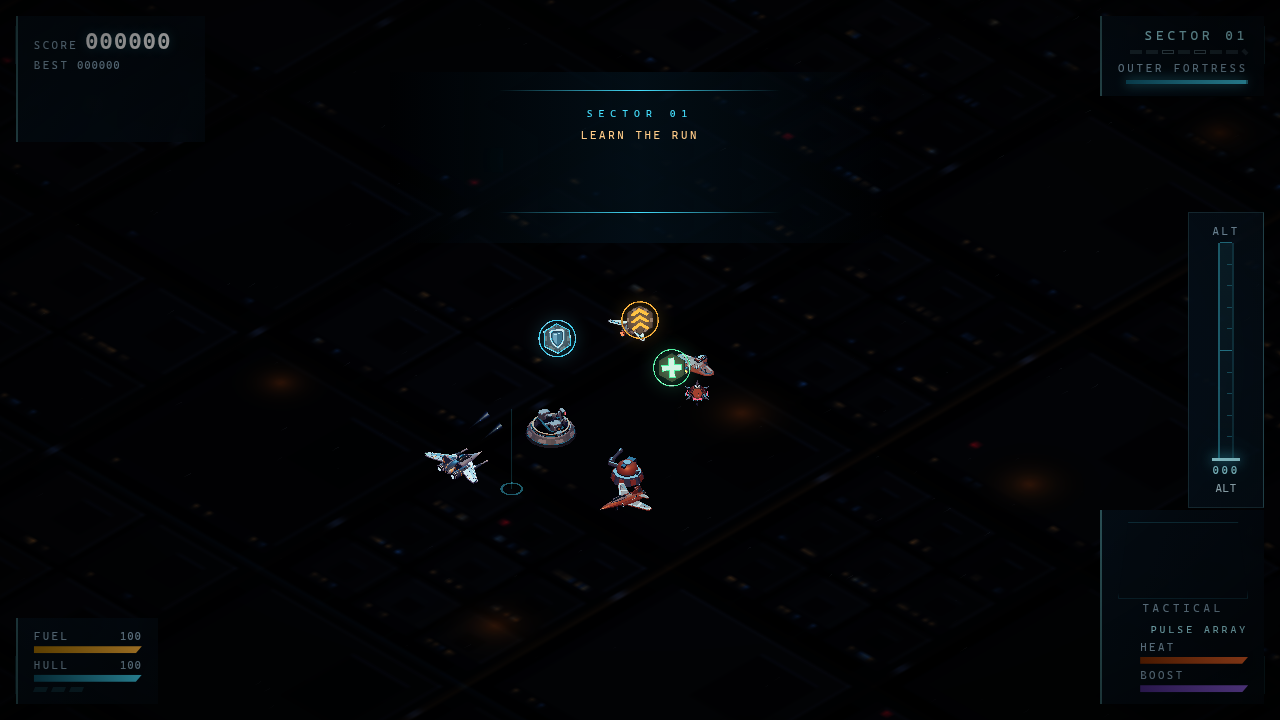 SCORE 000000
BEST 000000
SECTOR 01
OUTER FORTRESS
SECTOR 01
LEARN THE RUN
ALT
000
ALT
FUEL 100
HULL 100
TACTICAL
PULSE ARRAY
HEAT
BOOST